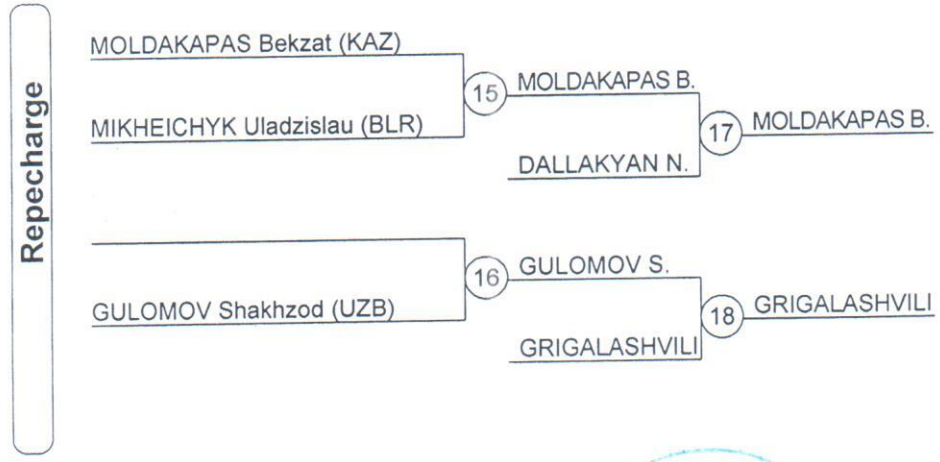 Repecharge
MOLDAKAPAS Bekzat (KAZ)
MIKHEICHYK Uladzislau (BLR)
15
MOLDAKAPAS B.
DALLAKYAN N.
17
MOLDAKAPAS B.
GULOMOV Shakhzod (UZB)
16
GULOMOV S.
GRIGALASHVILI
18
GRIGALASHVILI